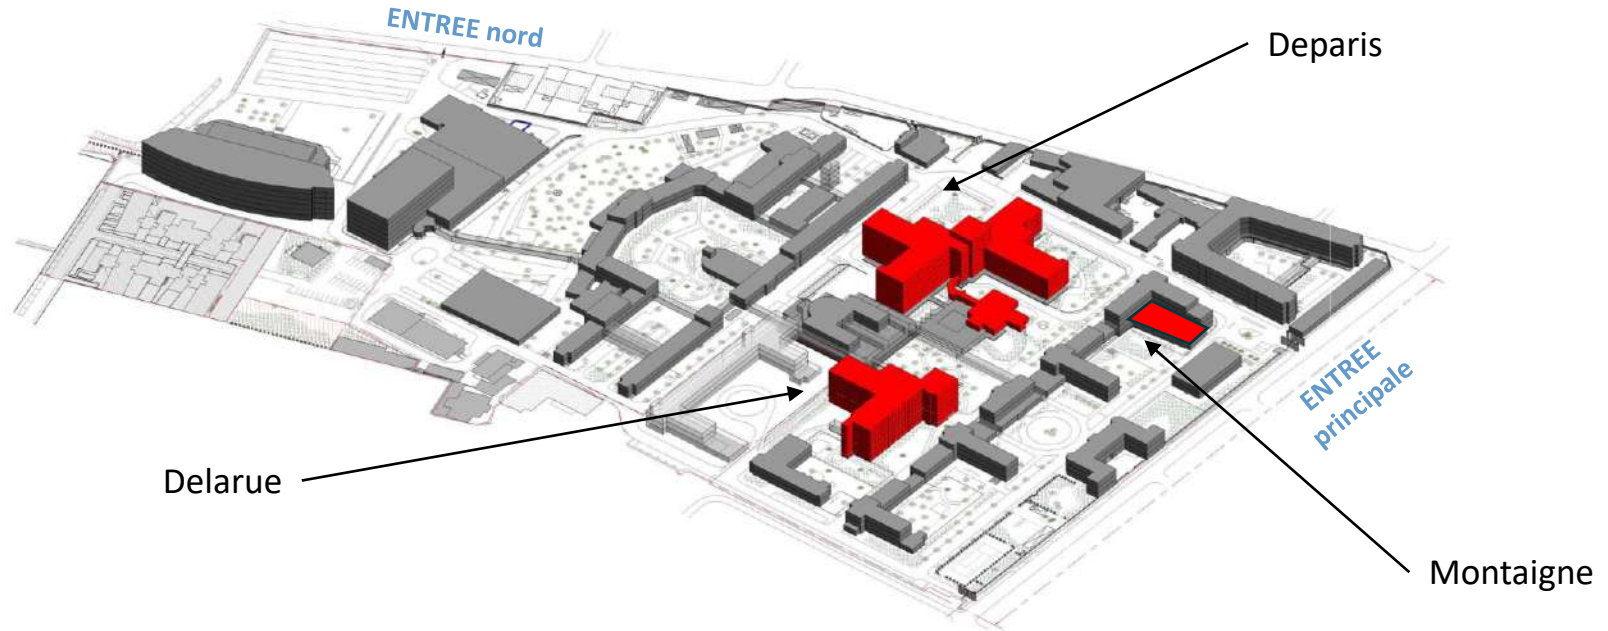 ENTREE nord
Deparis
ENTREE
principale
Delarue
Montaigne